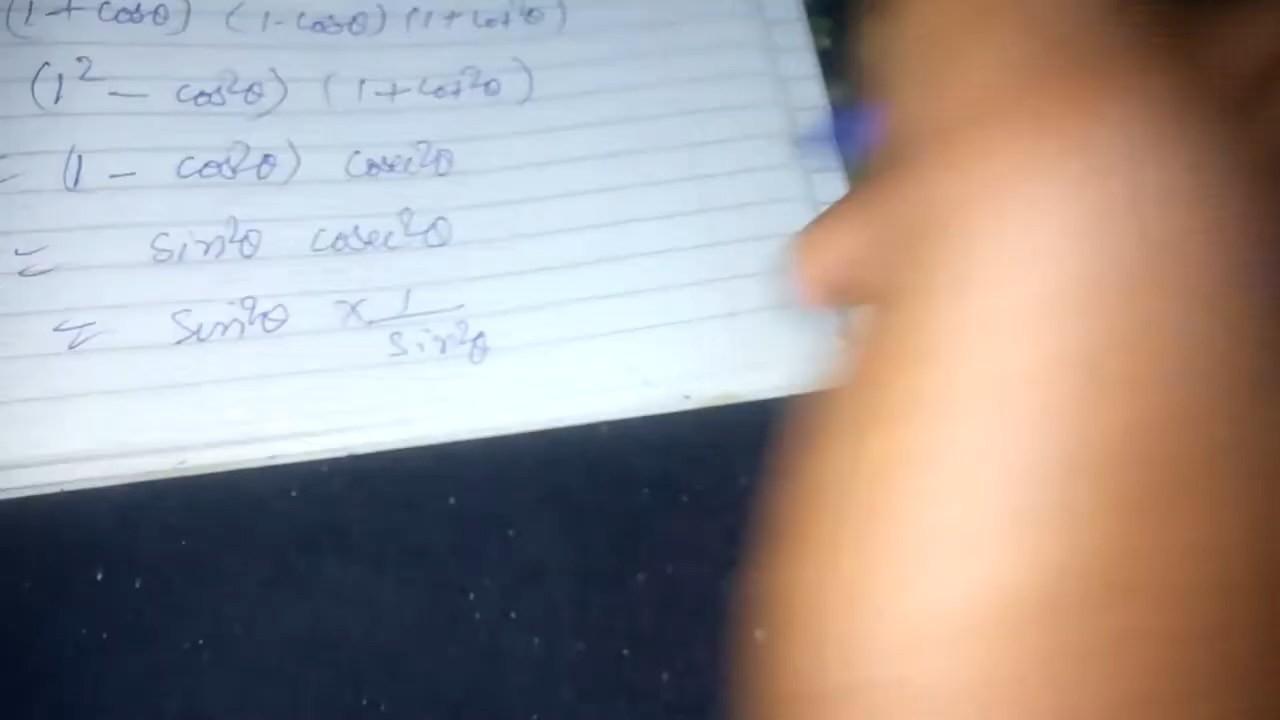 (1 + cosθ) (1 - cosθ) (1 + cot²θ)
(1² - cos²θ) (1 + cot²θ)
= (1 - cos²θ) cosec²θ
= sin²θ cosec²θ
= sin²θ × 1/sin²θ